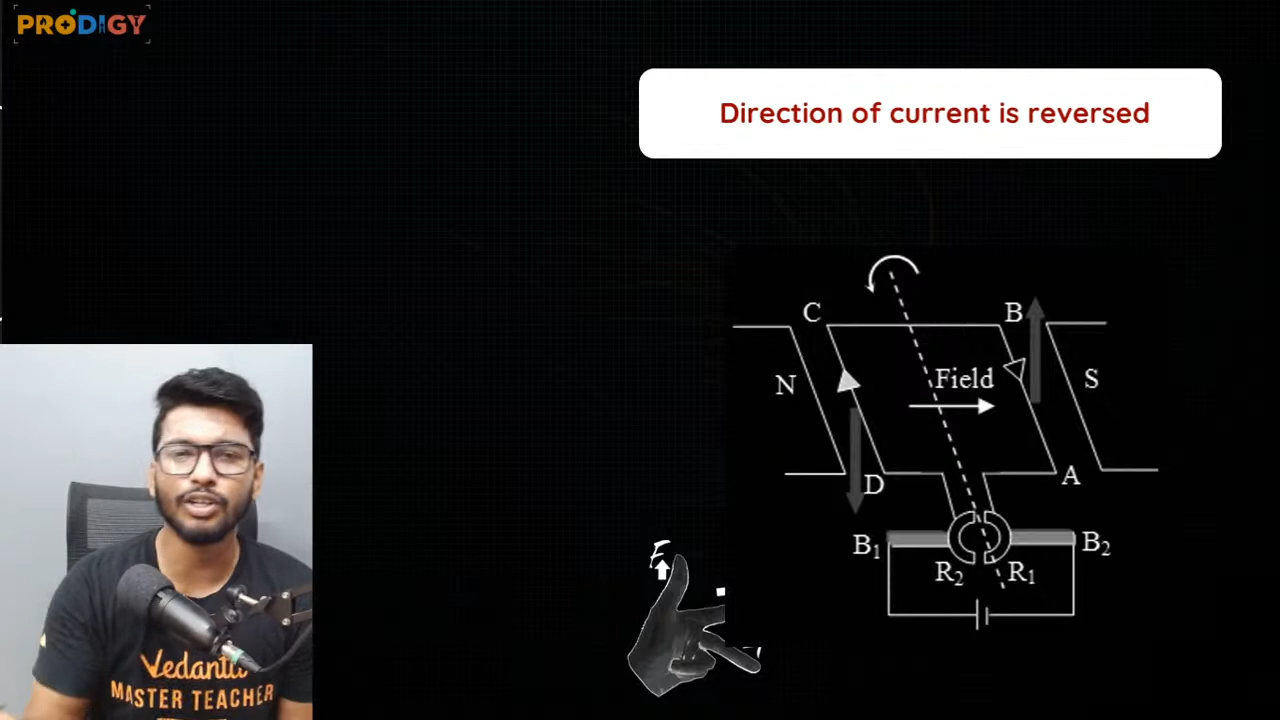 PRODIGY
Direction of current is reversed
C
B
N
Field
S
D
A
B₁
B₂
R₂
R₁
F
Vedantu
MASTER TEACHER